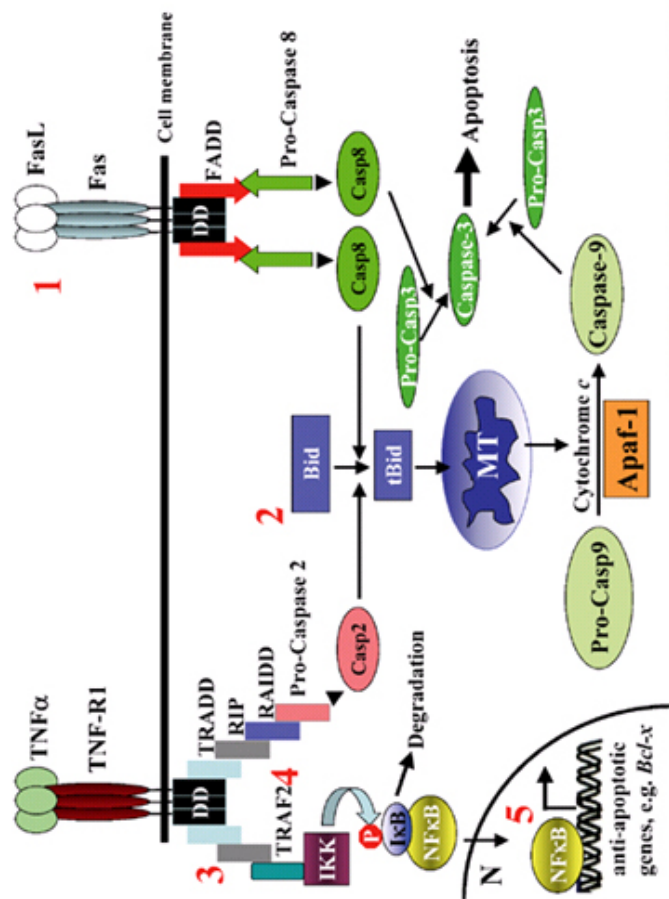 TNFα
TNF-R1
1
FasL
Fas
Cell membrane
DD
TRADD
RIP
RAIDD
Pro-Caspase 2
DD
FADD
Pro-Caspase 8
3
4
TRAF2
IKK
P
IκB
NFκB
Degradation
Casp2
2
Bid
tBid
MT
Casp8
Casp8
Pro-Casp3
Caspase-3
Apoptosis
Pro-Casp3
N
5
NFκB
anti-apoptotic
genes, e.g. Bcl-x
Pro-Casp9
Cytochrome c
Apaf-1
Caspase-9